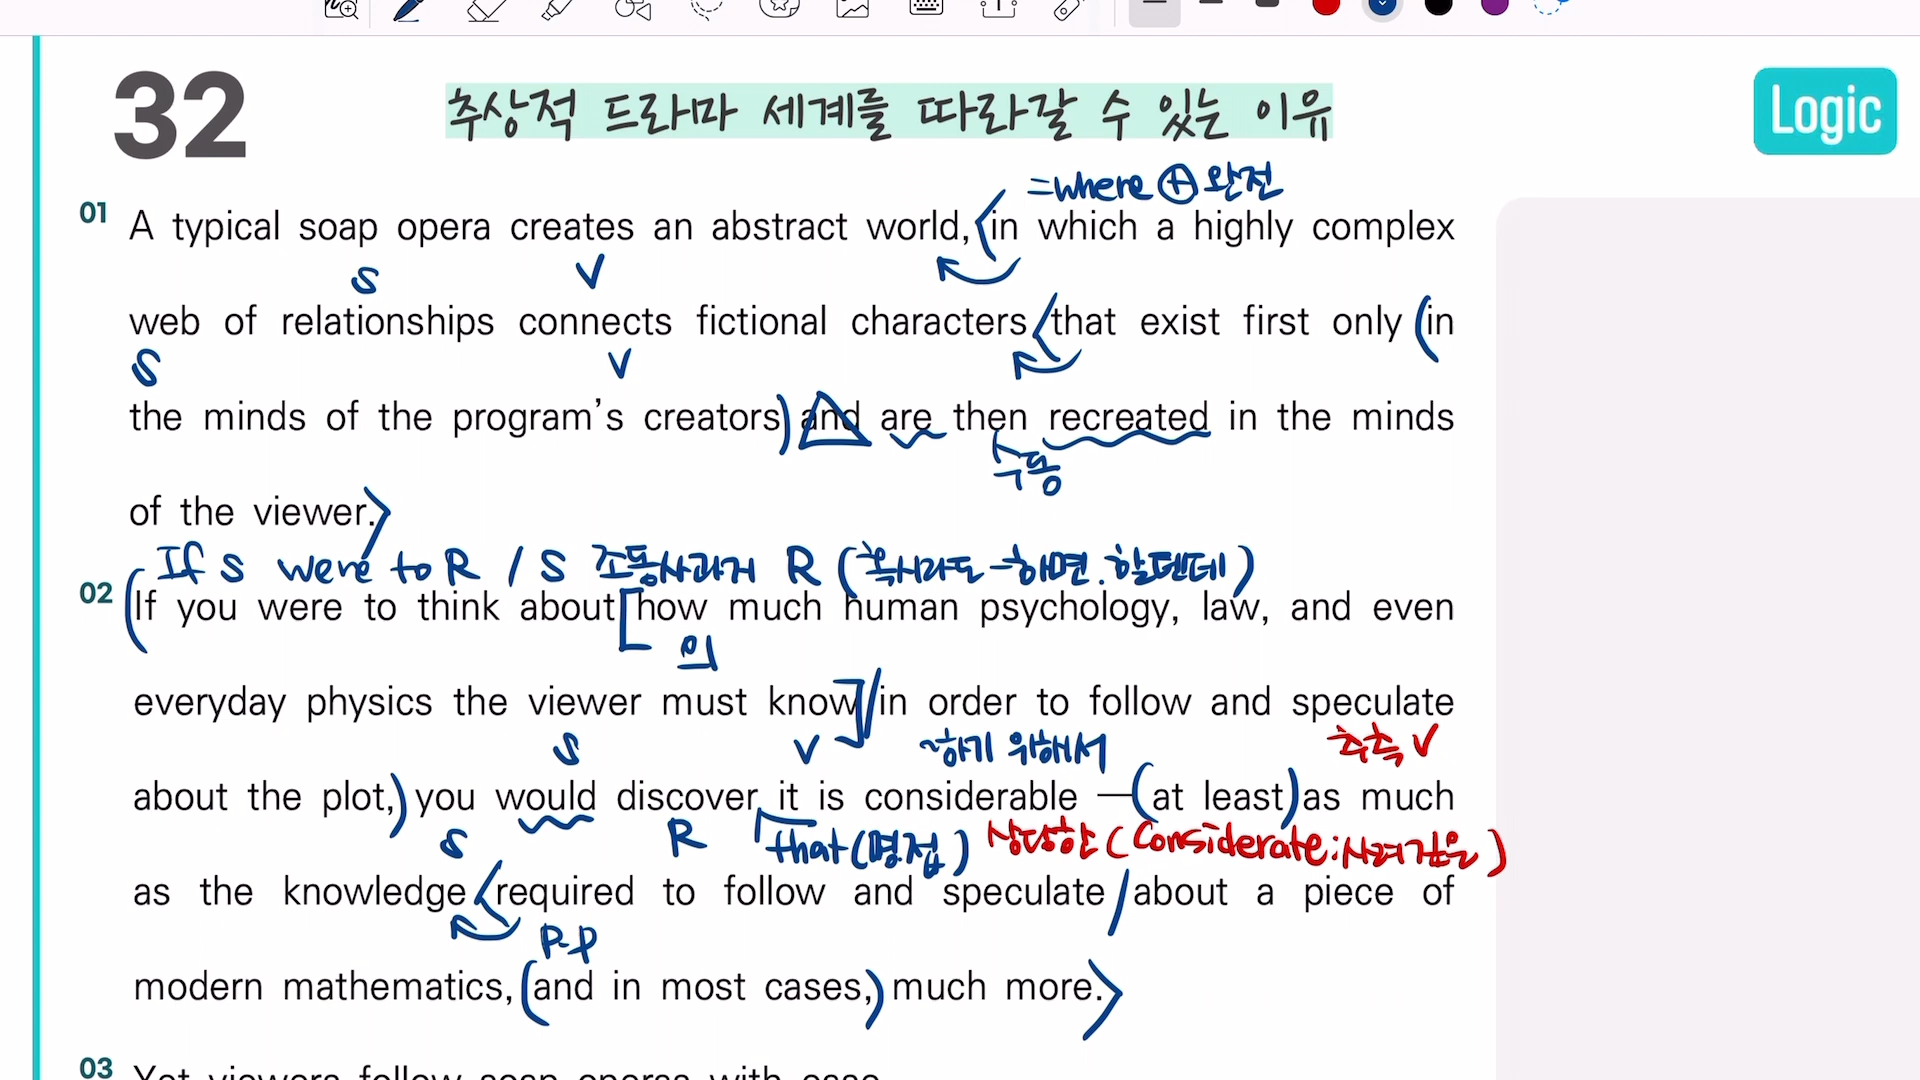 32
추상적 드라마 세계를 따라갈 수 있는 이유
Logic
=where ⊕ 완전
01 A typical soap opera creates an abstract world, in which a highly complex
S V
web of relationships connects fictional characters that exist first only in
S V
the minds of the program's creators and are then recreated in the minds
수동
of the viewer.
If S were to R / S 조동사과거 R (혹시라도 ~하면, 할텐데)
02 If you were to think about how much human psychology, law, and even
의
everyday physics the viewer must know in order to follow and speculate
S V ~하기 위해서 추측 V
about the plot, you would discover it is considerable — at least as much
S R that(명접) 상당한 (Considerate: 사려깊은)
as the knowledge required to follow and speculate about a piece of
P.P
modern mathematics, and in most cases, much more.
03 Yet viewers follow soap operas with ease.